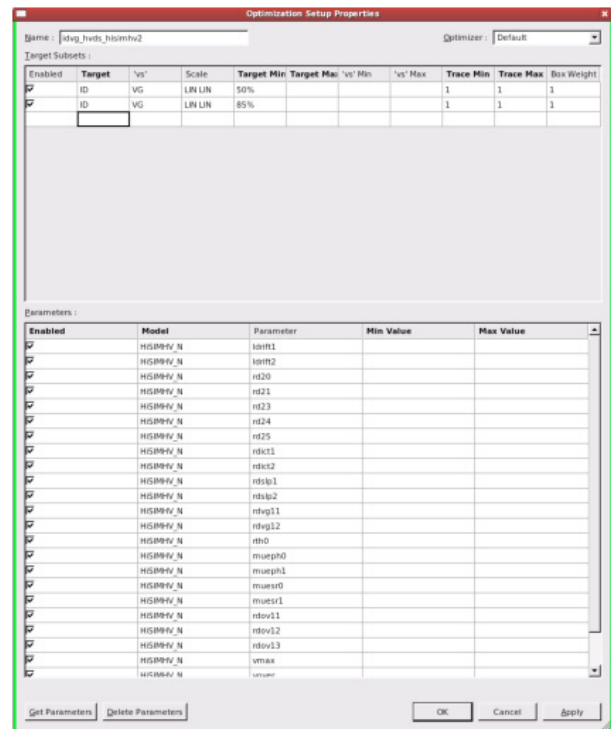 Optimization Setup Properties
Name : idvg_hvds_hisimhv2 Optimizer : Default
Target Subsets :
Enabled Target 'vs' Scale Target Min Target Max 'vs' Min 'vs' Max Trace Min Trace Max Box Weight
ID VG LIN LIN 50% 1 1 1
ID VG LIN LIN 85% 1 1 1
Parameters :
Enabled Model Parameter Min Value Max Value
HiSIMHV_N ldrift1
HiSIMHV_N ldrift2
HiSIMHV_N rd20
HiSIMHV_N rd21
HiSIMHV_N rd23
HiSIMHV_N rd24
HiSIMHV_N rd25
HiSIMHV_N rdict1
HiSIMHV_N rdict2
HiSIMHV_N rdslp1
HiSIMHV_N rdslp2
HiSIMHV_N rdvg11
HiSIMHV_N rdvg12
HiSIMHV_N rth0
HiSIMHV_N mueph0
HiSIMHV_N mueph1
HiSIMHV_N muesr0
HiSIMHV_N muesr1
HiSIMHV_N rdov11
HiSIMHV_N rdov12
HiSIMHV_N rdov13
HiSIMHV_N vmax
HiSIMHV_N vover
Get Parameters Delete Parameters OK Cancel Apply